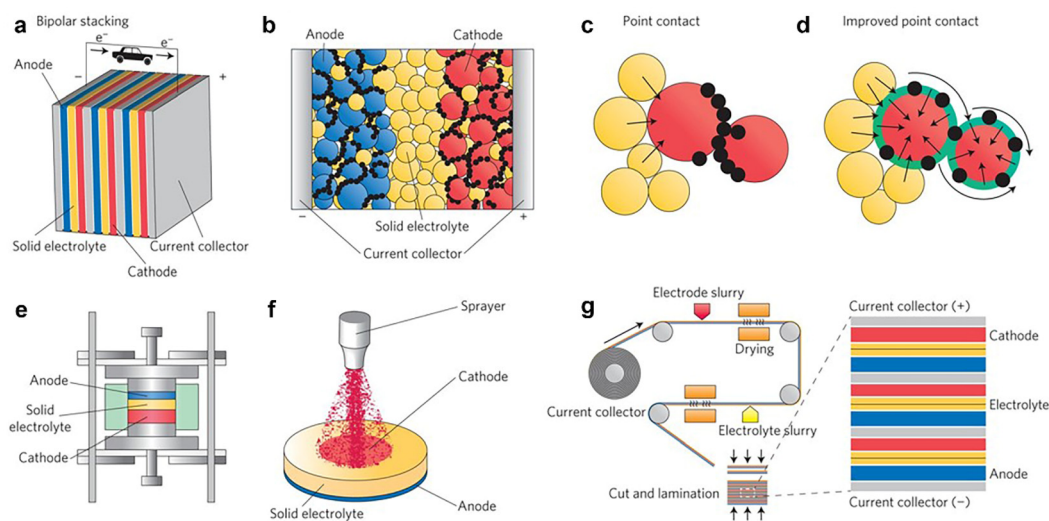 a
Bipolar stacking
e⁻
e⁻
Anode
−
+
Solid electrolyte
Current collector
Cathode
b
Anode
Cathode
Solid electrolyte
−
+
Current collector
c
Point contact
d
Improved point contact
e
Anode
Solid
electrolyte
Cathode
f
Sprayer
Cathode
Solid electrolyte
Anode
g
Electrode slurry
Drying
Current collector
Electrolyte slurry
Cut and lamination
Current collector (+)
Cathode
Electrolyte
Anode
Current collector (−)